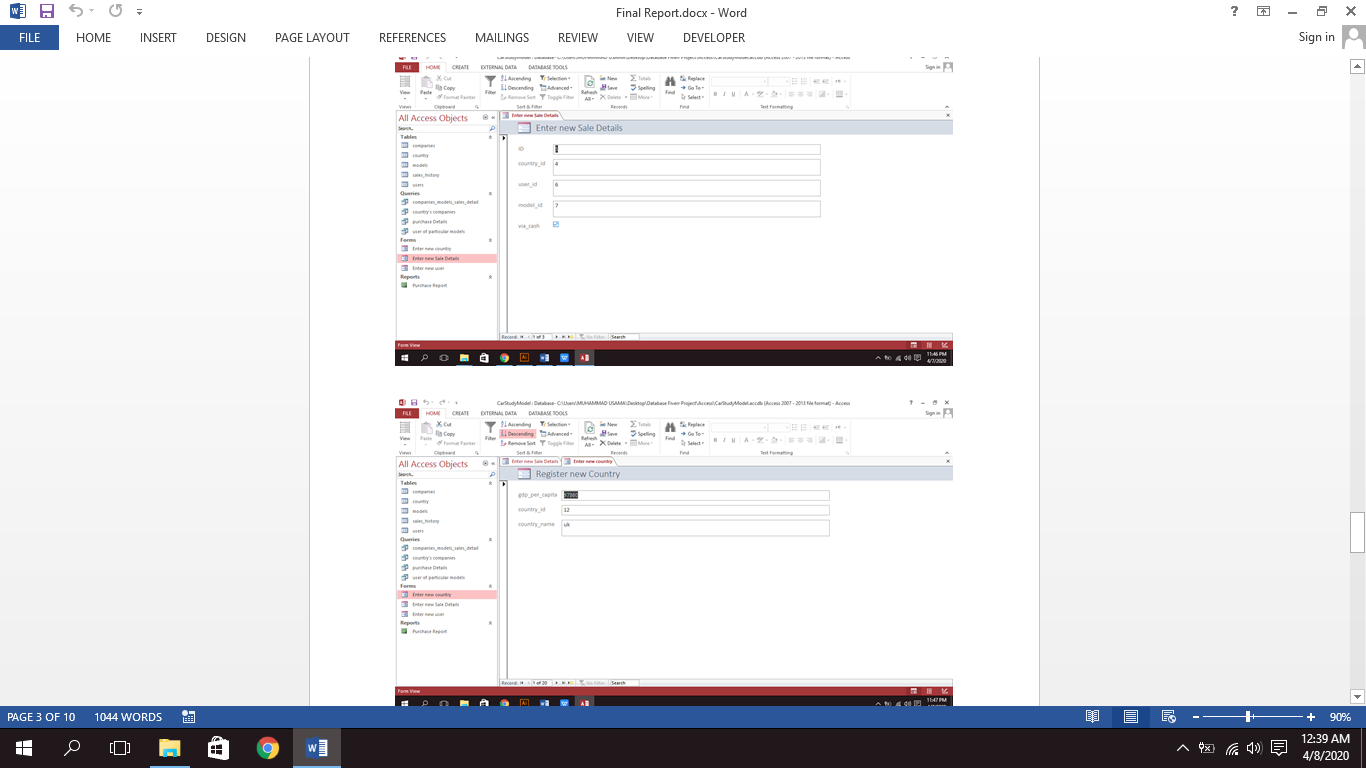 Final Report.docx - Word
Sign in
FILE HOME INSERT DESIGN PAGE LAYOUT REFERENCES MAILINGS REVIEW VIEW DEVELOPER
CarStudyModel : Database- C:\Users\MUHAMMAD USAMA\Desktop\Database Fiverr Project\Access\CarStudyModel.accdb (Access 2007 - 2013 file format) - Access
FILE HOME CREATE EXTERNAL DATA DATABASE TOOLS Sign in
Cut Ascending Selection New Totals Replace
Copy Descending Advanced Save Spelling Go To
View Paste Format Painter Filter Remove Sort Toggle Filter Refresh All Delete More Find Select
Views Clipboard Sort & Filter Records Find Text Formatting
All Access Objects Enter new Sale Details
Search.. Enter new Sale Details
Tables
companies ID
country country_id 4
models
sales_history
users user_id 6
Queries
companies_models_sales_detail model_id 7
country's companies
purchase Details via_cash
user of particular models
Forms
Enter new country
Enter new Sale Details
Enter new user
Reports
Purchase Report
Record: 1 of 3 No Filter Search
Form View
11:46 PM
4/7/2020
CarStudyModel : Database- C:\Users\MUHAMMAD USAMA\Desktop\Database Fiverr Project\Access\CarStudyModel.accdb (Access 2007 - 2013 file format) - Access
FILE HOME CREATE EXTERNAL DATA DATABASE TOOLS Sign in
Cut Ascending Selection New Totals Replace
Copy Descending Advanced Save Spelling Go To
View Paste Format Painter Filter Remove Sort Toggle Filter Refresh All Delete More Find Select
Views Clipboard Sort & Filter Records Find Text Formatting
All Access Objects Enter new Sale Details Enter new country
Search.. Register new Country
Tables
companies gdp_per_capita
country country_id 12
models
sales_history country_name uk
users
Queries
companies_models_sales_detail
country's companies
purchase Details
user of particular models
Forms
Enter new country
Enter new Sale Details
Enter new user
Reports
Purchase Report
Record: 1 of 20 No Filter Search
Form View
11:47 PM
PAGE 3 OF 10 1044 WORDS 90%
12:39 AM
4/8/2020